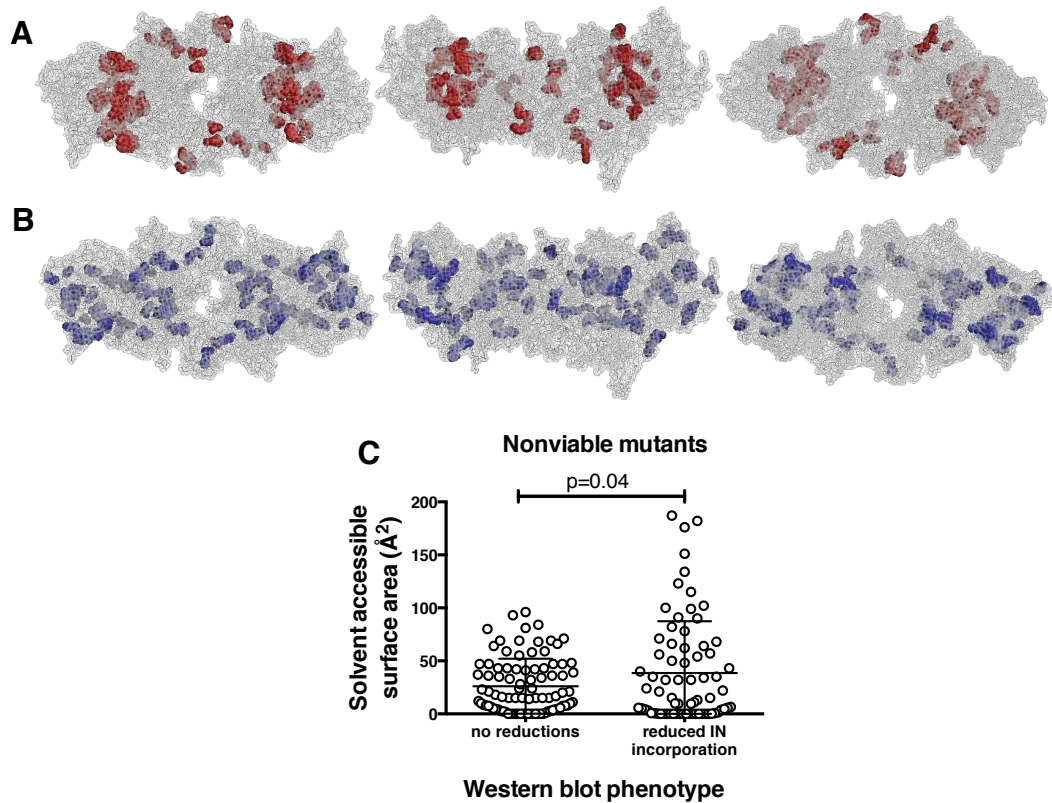 A
B
C
Nonviable mutants
p=0.04
Solvent accessible
surface area (Å²)
200
150
100
50
0
no reductions
reduced IN
incorporation
Western blot phenotype